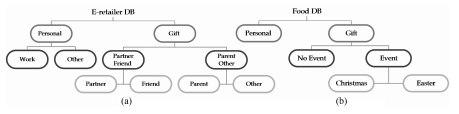 E-retailer DB
Food DB
Personal
Gift
Personal
Gift
Work
Other
Partner
Friend
Parent
Other
No Event
Event
Partner
Friend
Parent
Other
Christmas
Easter
(a)
(b)